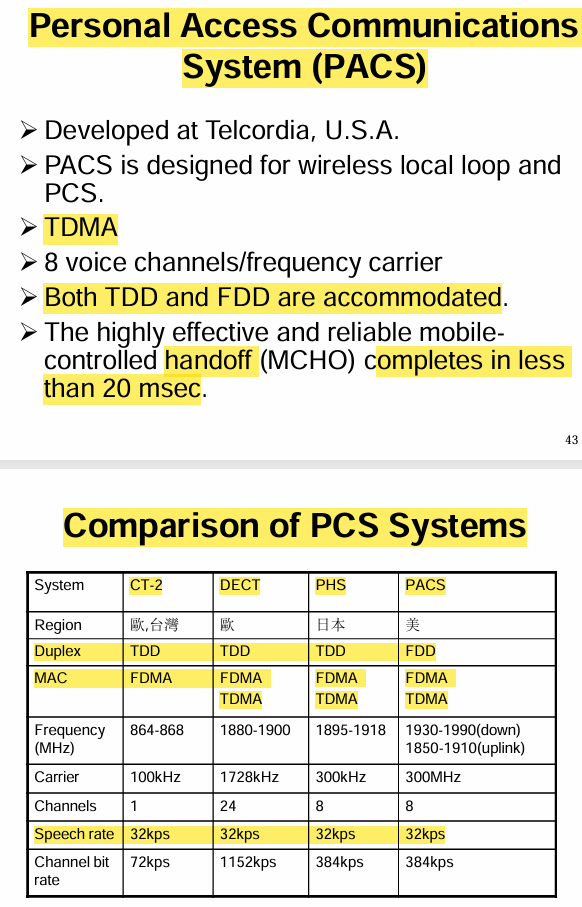 Personal Access Communications
System (PACS)
➢ Developed at Telcordia, U.S.A.
➢ PACS is designed for wireless local loop and
PCS.
➢ TDMA
➢ 8 voice channels/frequency carrier
➢ Both TDD and FDD are accommodated.
➢ The highly effective and reliable mobile-
controlled handoff (MCHO) completes in less
than 20 msec.
43
Comparison of PCS Systems
System CT-2 DECT PHS PACS
Region 歐,台灣 歐 日本 美
Duplex TDD TDD TDD FDD
MAC FDMA FDMA FDMA FDMA
TDMA TDMA TDMA
Frequency 864-868 1880-1900 1895-1918 1930-1990(down)
(MHz) 1850-1910(uplink)
Carrier 100kHz 1728kHz 300kHz 300MHz
Channels 1 24 8 8
Speech rate 32kps 32kps 32kps 32kps
Channel bit 72kps 1152kps 384kps 384kps
rate